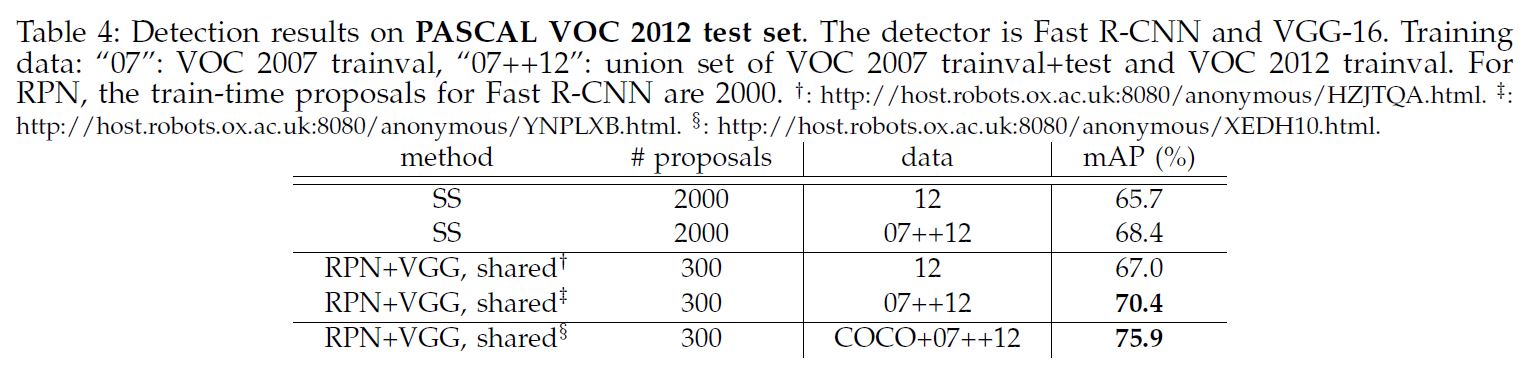 Table 4: Detection results on PASCAL VOC 2012 test set. The detector is Fast R-CNN and VGG-16. Training
data: “07”: VOC 2007 trainval, “07++12”: union set of VOC 2007 trainval+test and VOC 2012 trainval. For
RPN, the train-time proposals for Fast R-CNN are 2000. †: http://host.robots.ox.ac.uk:8080/anonymous/HZJTQA.html. ‡:
http://host.robots.ox.ac.uk:8080/anonymous/YNPLXB.html. §: http://host.robots.ox.ac.uk:8080/anonymous/XEDH10.html.
method # proposals data mAP (%)
SS 2000 12 65.7
SS 2000 07++12 68.4
RPN+VGG, shared† 300 12 67.0
RPN+VGG, shared‡ 300 07++12 70.4
RPN+VGG, shared§ 300 COCO+07++12 75.9